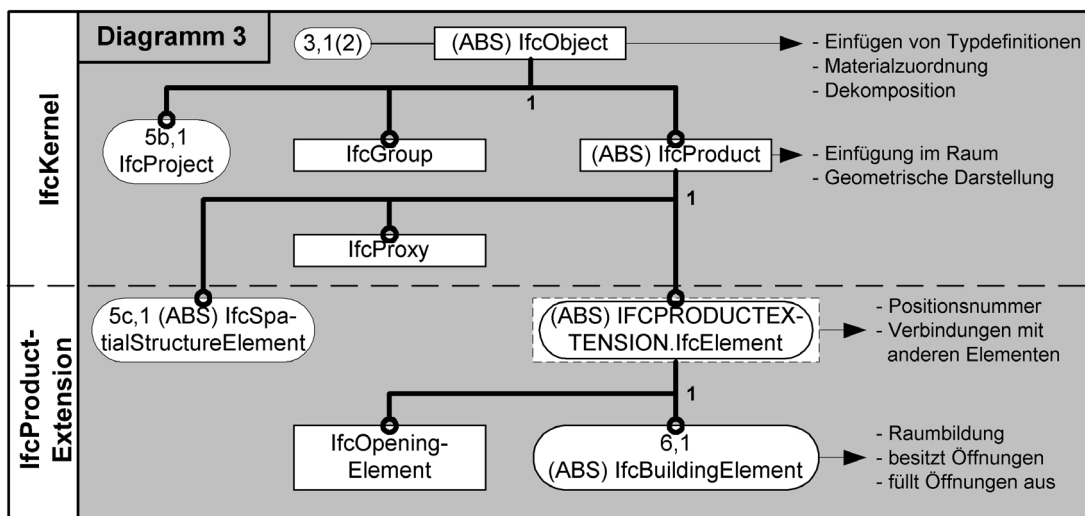 Diagramm 3
3,1(2)
(ABS) IfcObject
- Einfügen von Typdefinitionen
- Materialzuordnung
- Dekomposition
1
IfcKernel
5b,1
IfcProject
IfcGroup
(ABS) IfcProduct
- Einfügung im Raum
- Geometrische Darstellung
1
IfcProxy
IfcProduct-
Extension
5c,1 (ABS) IfcSpa-
tialStructureElement
(ABS) IFCPRODUCTEX-
TENSION.IfcElement
- Positionsnummer
- Verbindungen mit
anderen Elementen
1
IfcOpening-
Element
6,1
(ABS) IfcBuildingElement
- Raumbildung
- besitzt Öffnungen
- füllt Öffnungen aus